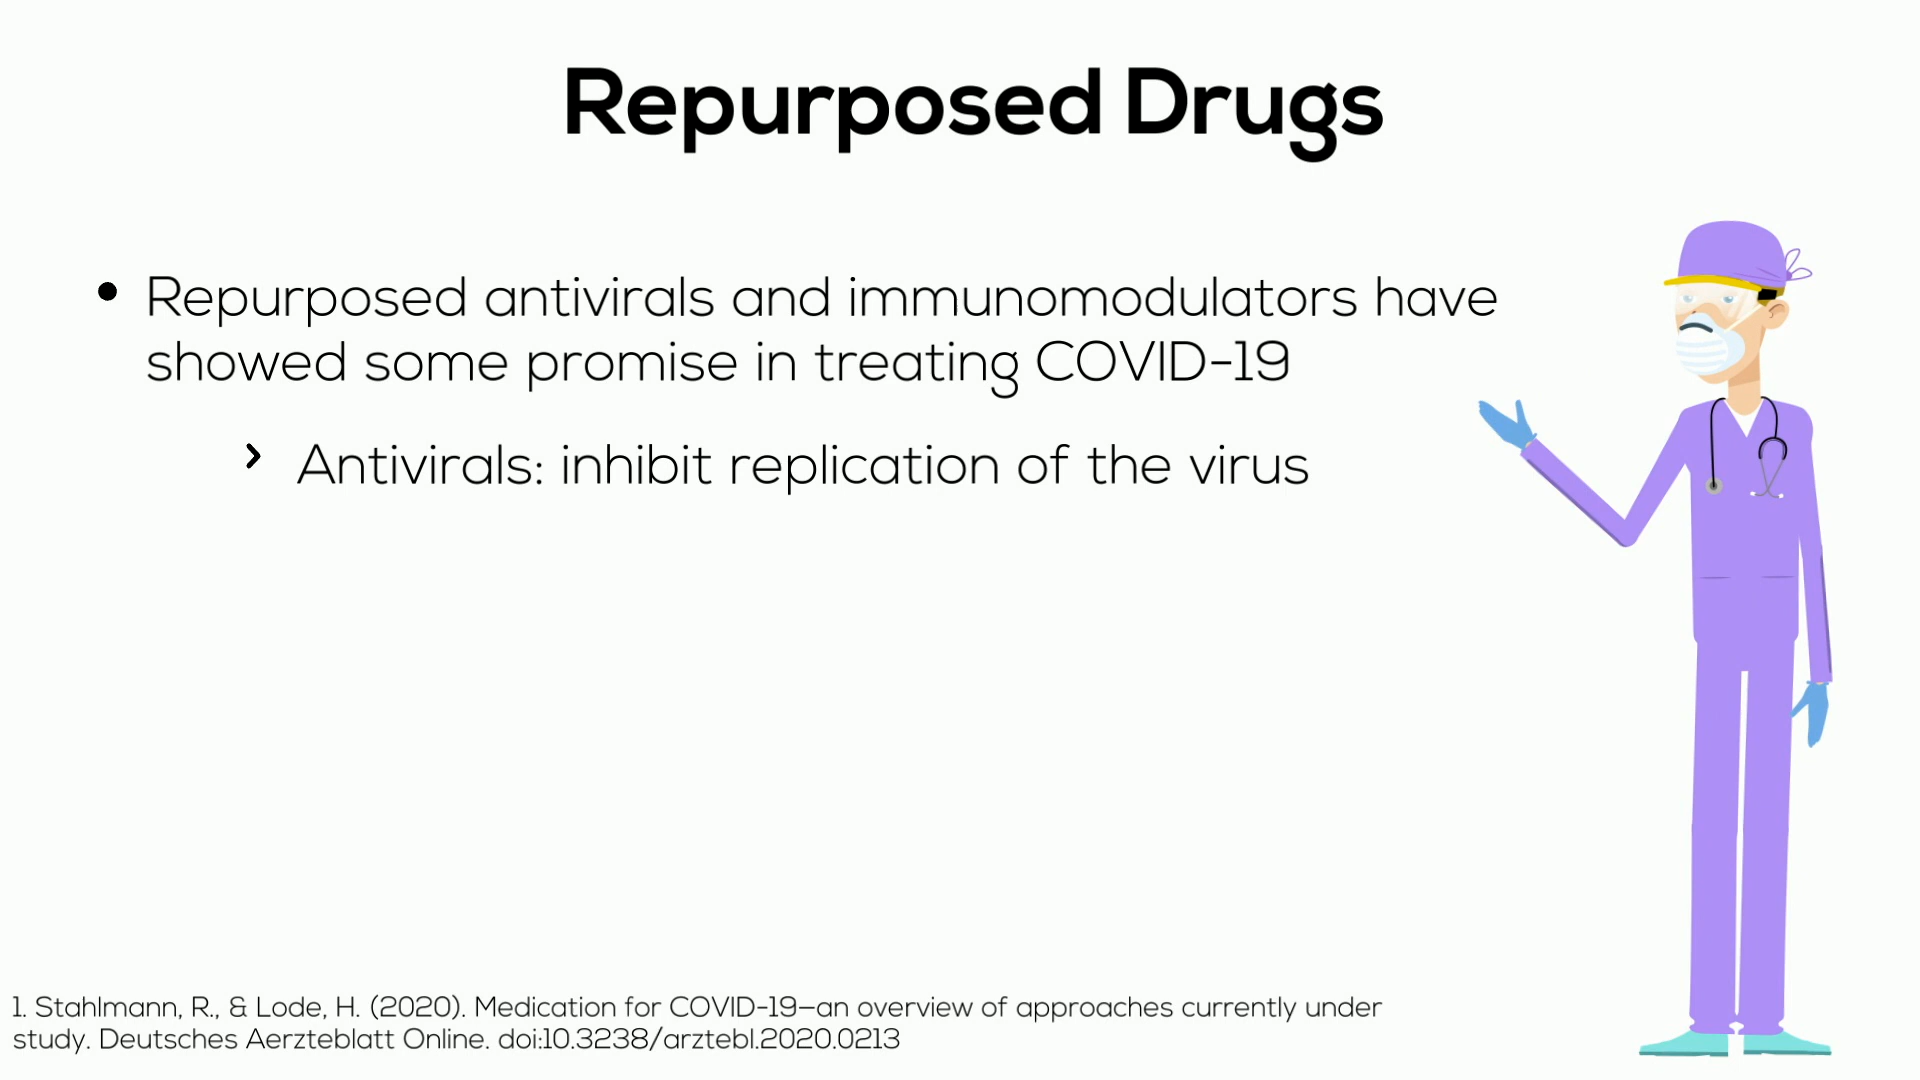 Repurposed Drugs
• Repurposed antivirals and immunomodulators have
showed some promise in treating COVID-19
› Antivirals: inhibit replication of the virus
1. Stahlmann, R., & Lode, H. (2020). Medication for COVID-19—an overview of approaches currently under
study. Deutsches Aerzteblatt Online. doi:10.3238/arztebl.2020.0213